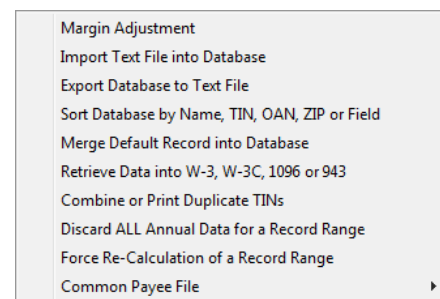 Margin Adjustment
Import Text File into Database
Export Database to Text File
Sort Database by Name, TIN, OAN, ZIP or Field
Merge Default Record into Database
Retrieve Data into W-3, W-3C, 1096 or 943
Combine or Print Duplicate TINs
Discard ALL Annual Data for a Record Range
Force Re-Calculation of a Record Range
Common Payee File